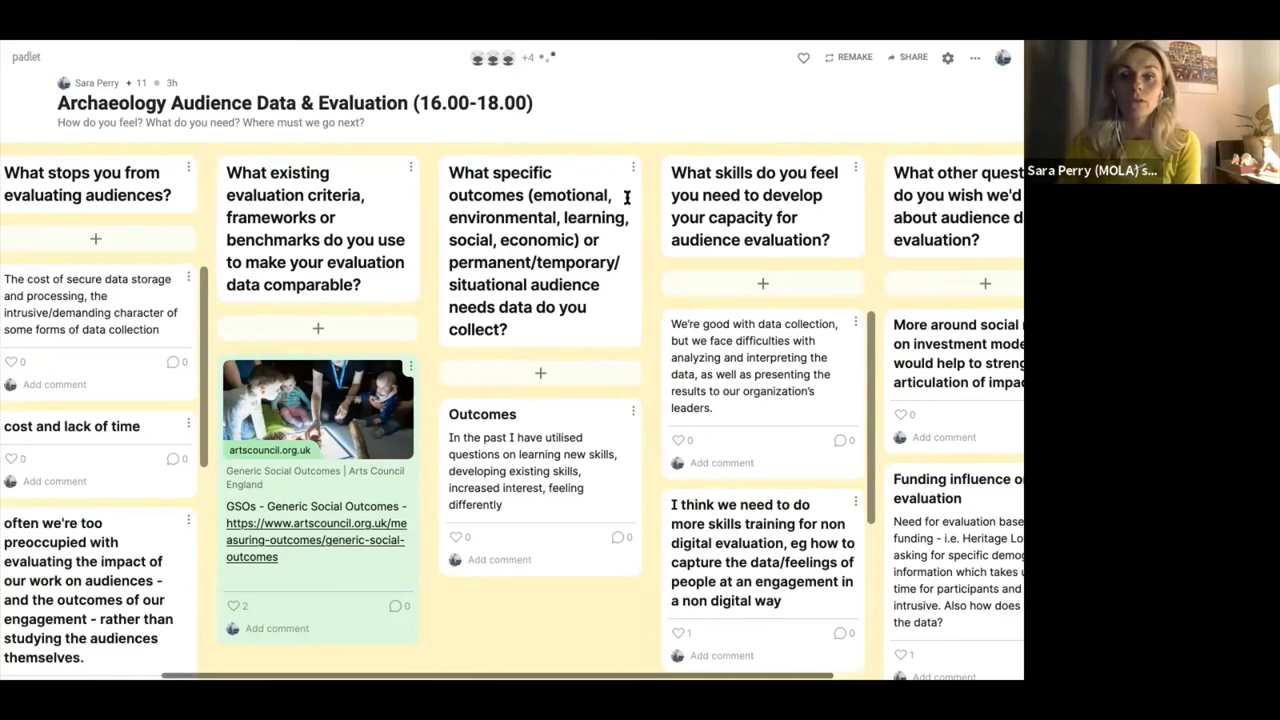 padlet
+4
REMAKE
SHARE
Sara Perry + 11 3h
Archaeology Audience Data & Evaluation (16.00-18.00)
How do you feel? What do you need? Where must we go next?
Sara Perry (MOLA) s...
What stops you from
evaluating audiences?
The cost of secure data storage
and processing, the
intrusive/demanding character of
some forms of data collection
0
0
Add comment
cost and lack of time
0
0
Add comment
often we're too
preoccupied with
evaluating the impact of
our work on audiences -
and the outcomes of our
engagement - rather than
studying the audiences
themselves.
What existing
evaluation criteria,
frameworks or
benchmarks do you use
to make your evaluation
data comparable?
artscouncil.org.uk
Generic Social Outcomes | Arts Council
England
GSOs - Generic Social Outcomes -
https://www.artscouncil.org.uk/me
asuring-outcomes/generic-social-
outcomes
2
0
Add comment
What specific
outcomes (emotional,
environmental, learning,
social, economic) or
permanent/temporary/
situational audience
needs data do you
collect?
Outcomes
In the past I have utilised
questions on learning new skills,
developing existing skills,
increased interest, feeling
differently
0
0
Add comment
What skills do you feel
you need to develop
your capacity for
audience evaluation?
We're good with data collection,
but we face difficulties with
analyzing and interpreting the
data, as well as presenting the
results to our organization's
leaders.
0
0
Add comment
I think we need to do
more skills training for non
digital evaluation, eg how to
capture the data/feelings of
people at an engagement in
a non digital way
1
0
Add comment
What other quest
do you wish we'd
about audience d
evaluation?
More around social
on investment mode
would help to streng
articulation of impa
0
Add comment
Funding influence o
evaluation
Need for evaluation base
funding - i.e. Heritage Lo
asking for specific demo
information which takes
time for participants and
intrusive. Also how does
the data?
1
Add comment